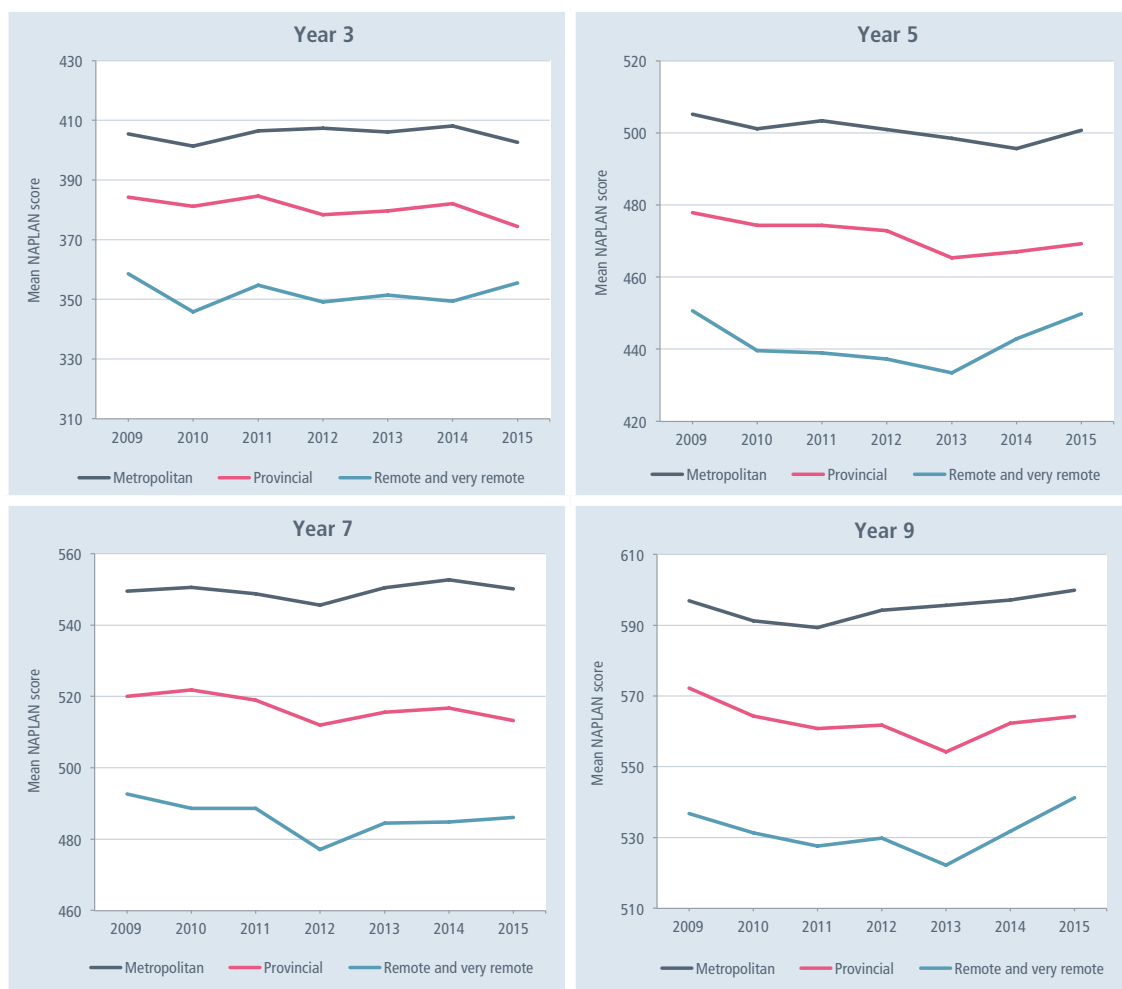 Year 3
Mean NAPLAN score
430
410
390
370
350
330
310
2009 2010 2011 2012 2013 2014 2015
Metropolitan Provincial Remote and very remote
Year 5
Mean NAPLAN score
520
500
480
460
440
420
2009 2010 2011 2012 2013 2014 2015
Metropolitan Provincial Remote and very remote
Year 7
Mean NAPLAN score
560
540
520
500
480
460
2009 2010 2011 2012 2013 2014 2015
Metropolitan Provincial Remote and very remote
Year 9
Mean NAPLAN score
610
590
570
550
530
510
2009 2010 2011 2012 2013 2014 2015
Metropolitan Provincial Remote and very remote